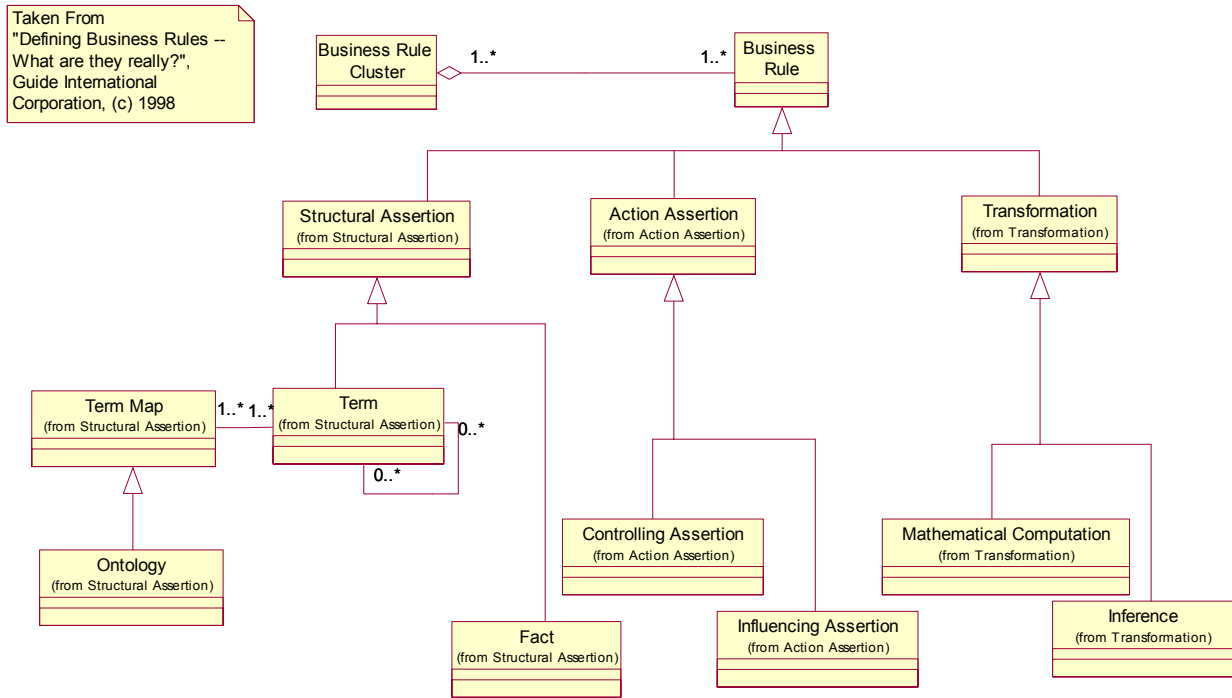 Taken From
"Defining Business Rules --
What are they really?",
Guide International
Corporation, (c) 1998
Business Rule
Cluster
1..*
1..*
Business
Rule
Structural Assertion
(from Structural Assertion)
Action Assertion
(from Action Assertion)
Transformation
(from Transformation)
Term Map
(from Structural Assertion)
1..*
1..*
Term
(from Structural Assertion)
0..*
0..*
Controlling Assertion
(from Action Assertion)
Mathematical Computation
(from Transformation)
Ontology
(from Structural Assertion)
Fact
(from Structural Assertion)
Influencing Assertion
(from Action Assertion)
Inference
(from Transformation)